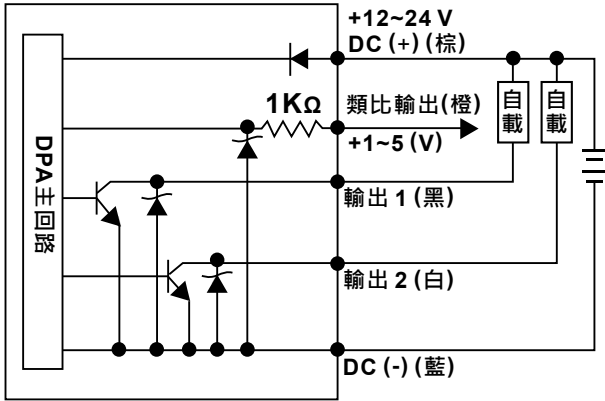 +12~24 V
DC (+) (棕)
1KΩ
類比輸出(橙)
+1~5 (V)
自載
自載
DPA主回路
輸出 1 (黑)
輸出 2 (白)
DC (-) (藍)